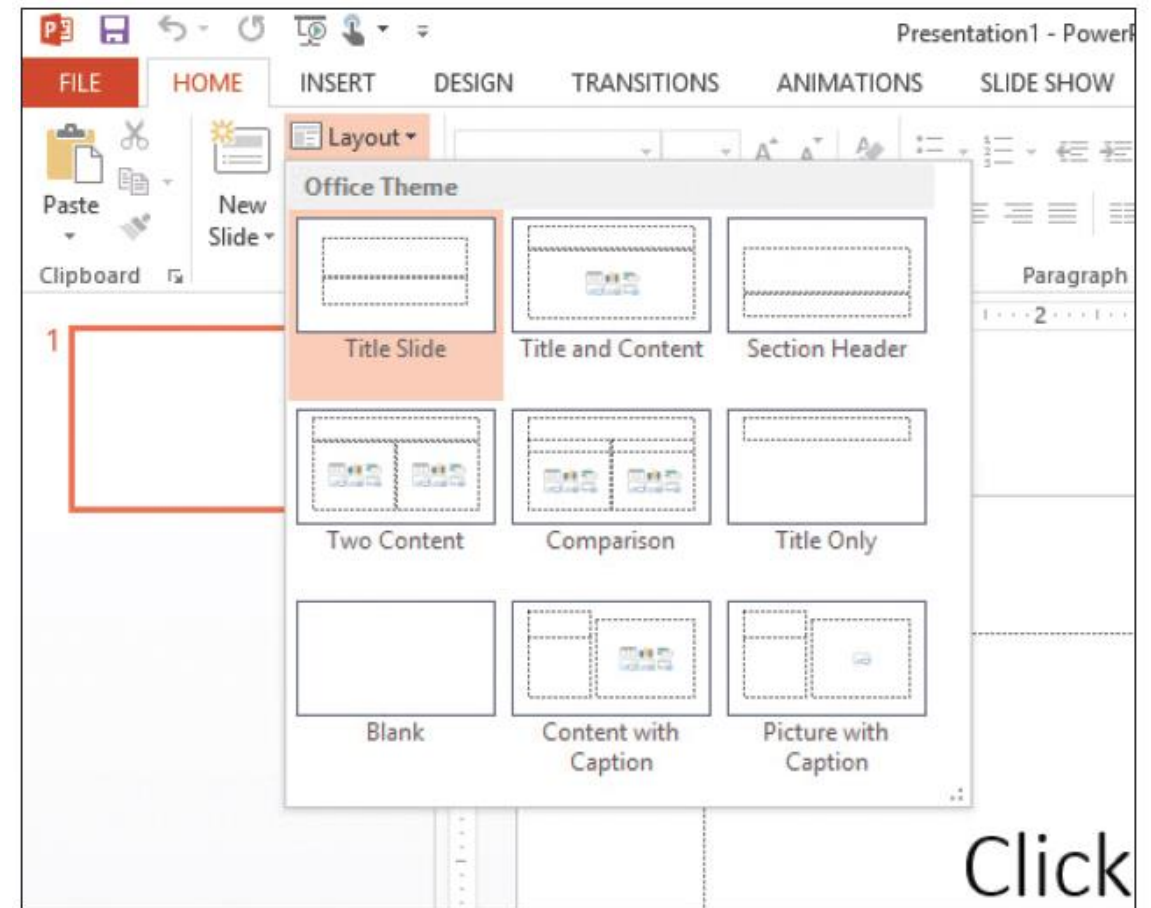 Presentation1 - PowerP
FILE HOME INSERT DESIGN TRANSITIONS ANIMATIONS SLIDE SHOW
Layout
Paste
New
Slide
Clipboard
Paragraph
Office Theme
Title Slide
Title and Content
Section Header
Two Content
Comparison
Title Only
Blank
Content with
Caption
Picture with
Caption
1
2
Click